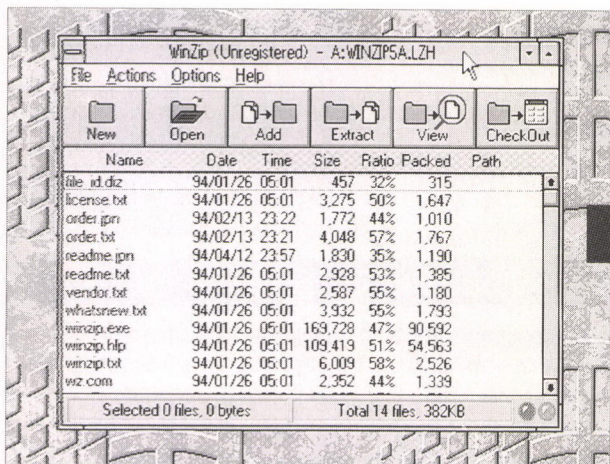 WinZip (Unregistered) - A:WINZIP5A.LZH
File Actions Options Help
New Open Add Extract View CheckOut
Name Date Time Size Ratio Packed Path
file_id.diz 94/01/26 05:01 457 32% 315
license.txt 94/01/26 05:01 3,275 50% 1,647
order.jpn 94/02/13 23:22 1,772 44% 1,010
order.txt 94/02/13 23:21 4,048 57% 1,767
readme.jpn 94/04/12 23:57 1,830 35% 1,190
readme.txt 94/01/26 05:01 2,928 53% 1,385
vendor.txt 94/01/26 05:01 2,587 55% 1,180
whatsnew.txt 94/01/26 05:01 3,932 55% 1,793
winzip.exe 94/01/26 05:01 169,728 47% 90,592
winzip.hlp 94/01/26 05:01 109,419 51% 54,563
winzip.txt 94/01/26 05:01 6,009 58% 2,526
wz.com 94/01/26 05:01 2,352 44% 1,339
Selected 0 files, 0 bytes Total 14 files, 382KB